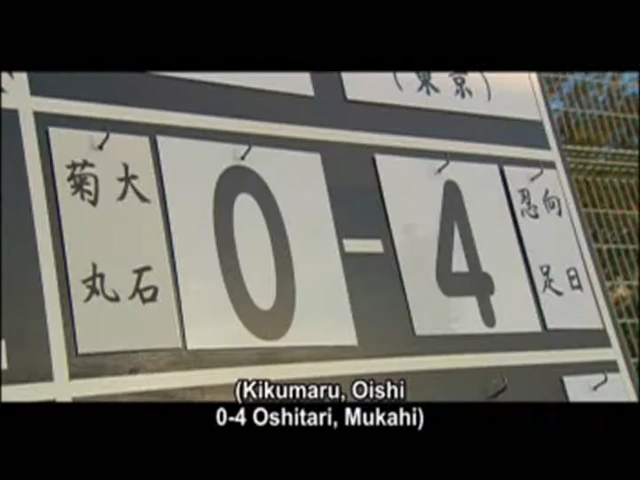 (東京)
大石
菊丸
0-4
向日
忍足
(Kikumaru, Oishi
0-4 Oshitari, Mukahi)